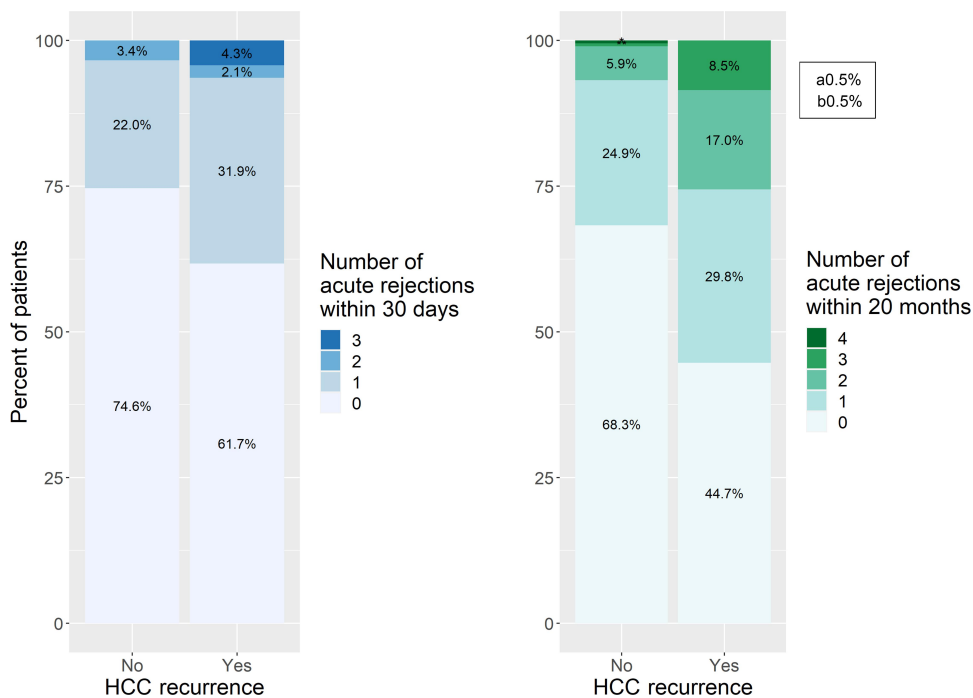 Percent of patients
100
75
50
25
0
3.4%
22.0%
74.6%
4.3%
2.1%
31.9%
61.7%
No
Yes
HCC recurrence
Number of
acute rejections
within 30 days
3
2
1
0
100
75
50
25
0
5.9%
24.9%
68.3%
8.5%
17.0%
29.8%
44.7%
No
Yes
HCC recurrence
a0.5%
b0.5%
Number of
acute rejections
within 20 months
4
3
2
1
0